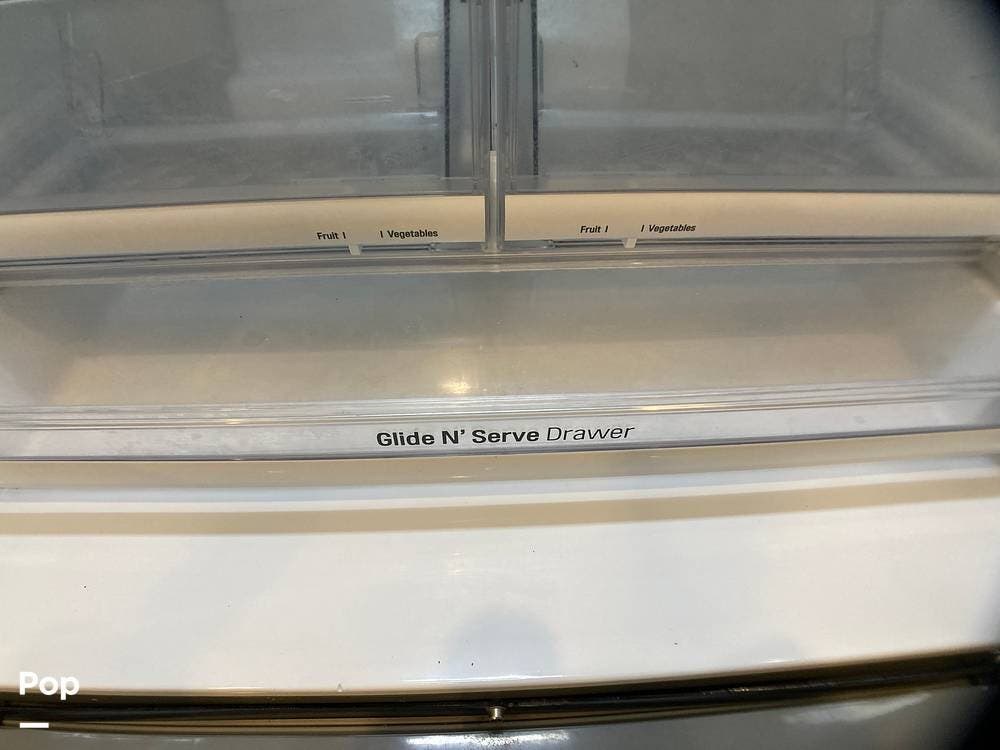 Fruit I I Vegetables Fruit I I Vegetables
Glide N' Serve Drawer
Pop